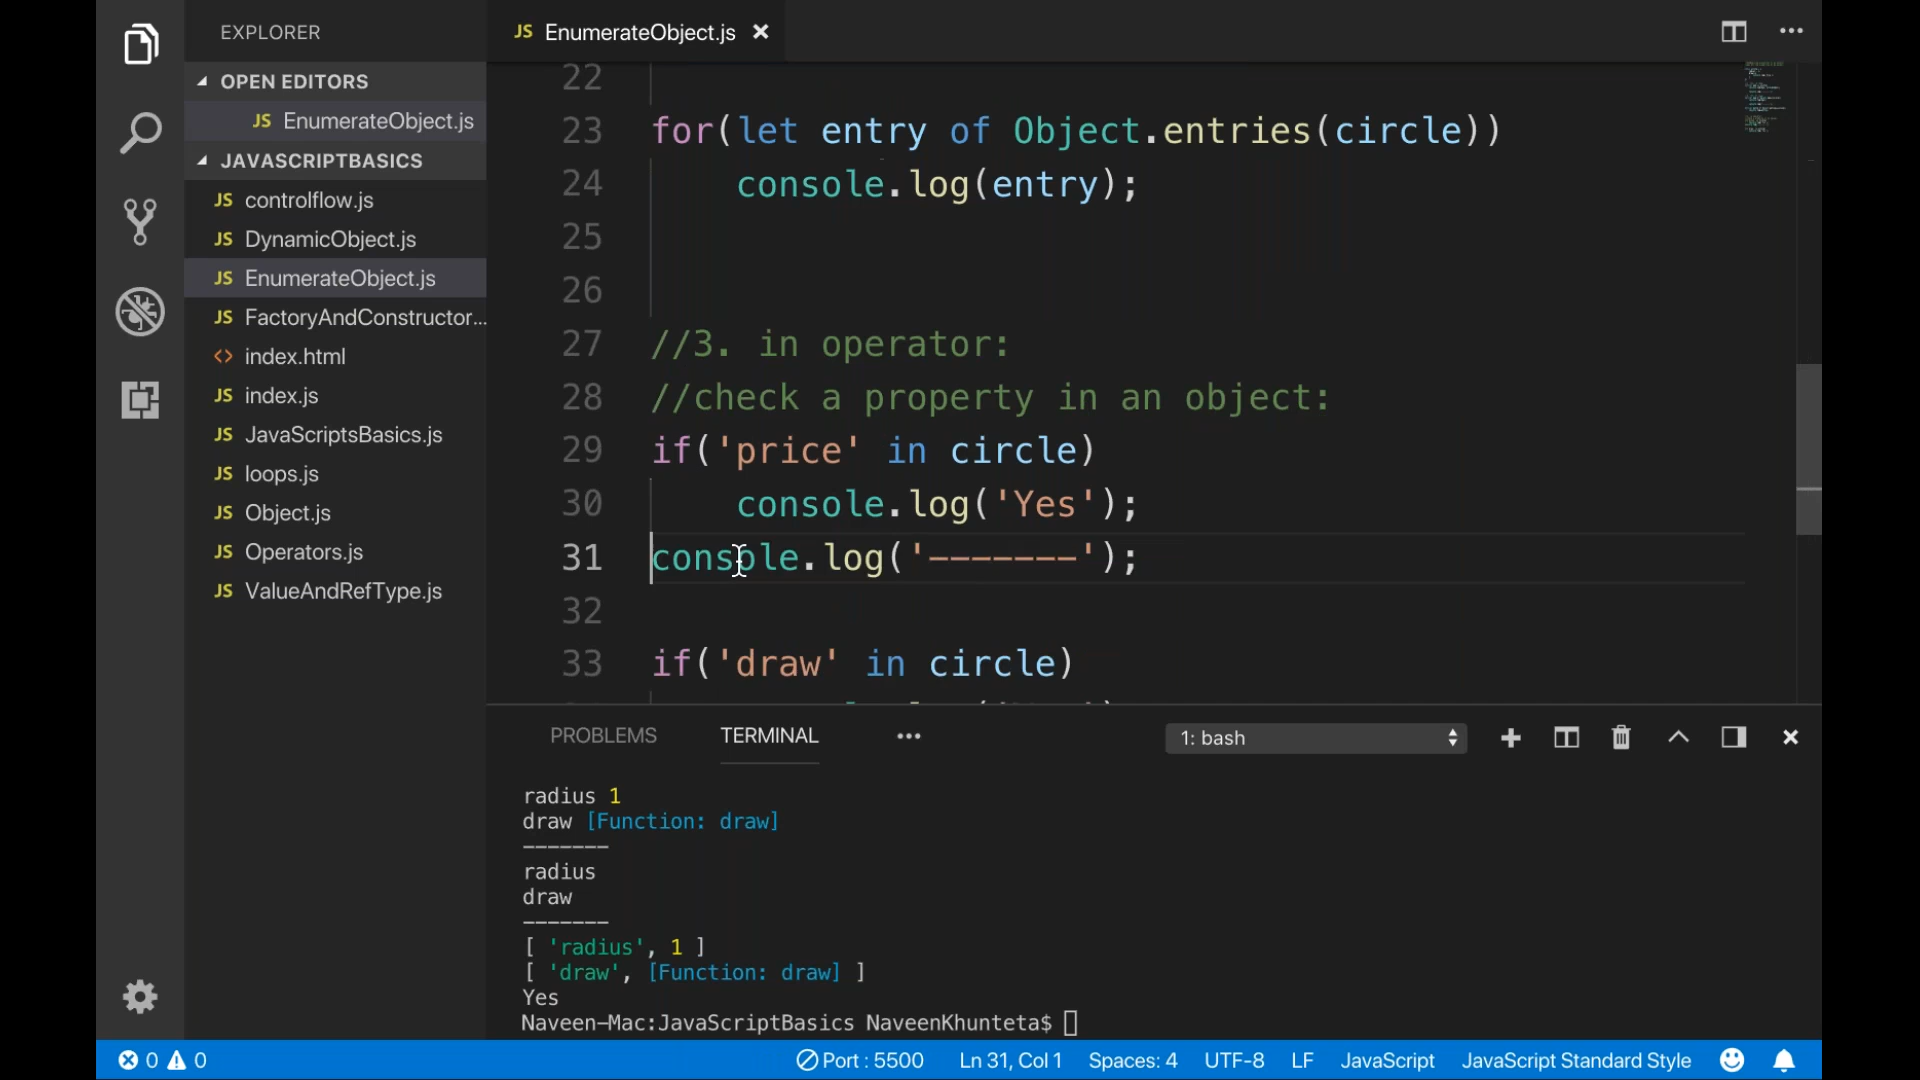 EXPLORER
OPEN EDITORS
JS EnumerateObject.js
JAVASCRIPTBASICS
JS controlflow.js
JS DynamicObject.js
JS EnumerateObject.js
JS FactoryAndConstructor...
<> index.html
JS index.js
JS JavaScriptsBasics.js
JS loops.js
JS Object.js
JS Operators.js
JS ValueAndRefType.js
JS EnumerateObject.js
22
23 for(let entry of Object.entries(circle))
24 console.log(entry);
25
26
27 //3. in operator:
28 //check a property in an object:
29 if('price' in circle)
30 console.log('Yes');
31 console.log('-------');
32
33 if('draw' in circle)
PROBLEMS TERMINAL ••• 1: bash
radius 1
draw [Function: draw]
-------
radius
draw
-------
[ 'radius', 1 ]
[ 'draw', [Function: draw] ]
Yes
Naveen-Mac:JavaScriptBasics NaveenKhunteta$
0 0 Port : 5500 Ln 31, Col 1 Spaces: 4 UTF-8 LF JavaScript JavaScript Standard Style